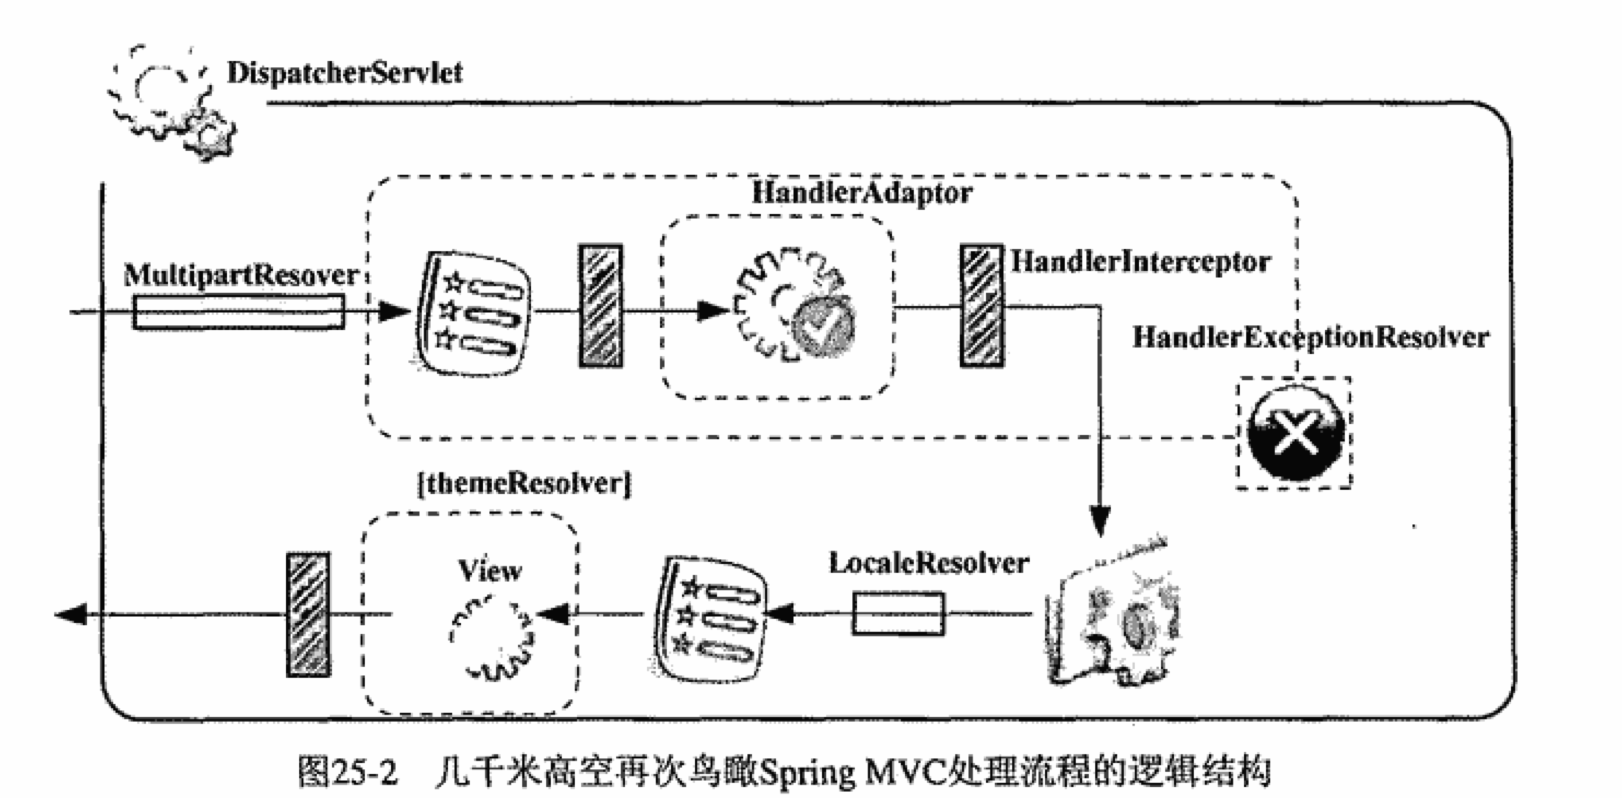 DispatcherServlet
HandlerAdaptor
MultipartResover
HandlerInterceptor
HandlerExceptionResolver
[themeResolver]
View
LocaleResolver
图25-2 几千米高空再次鸟瞰Spring MVC处理流程的逻辑结构